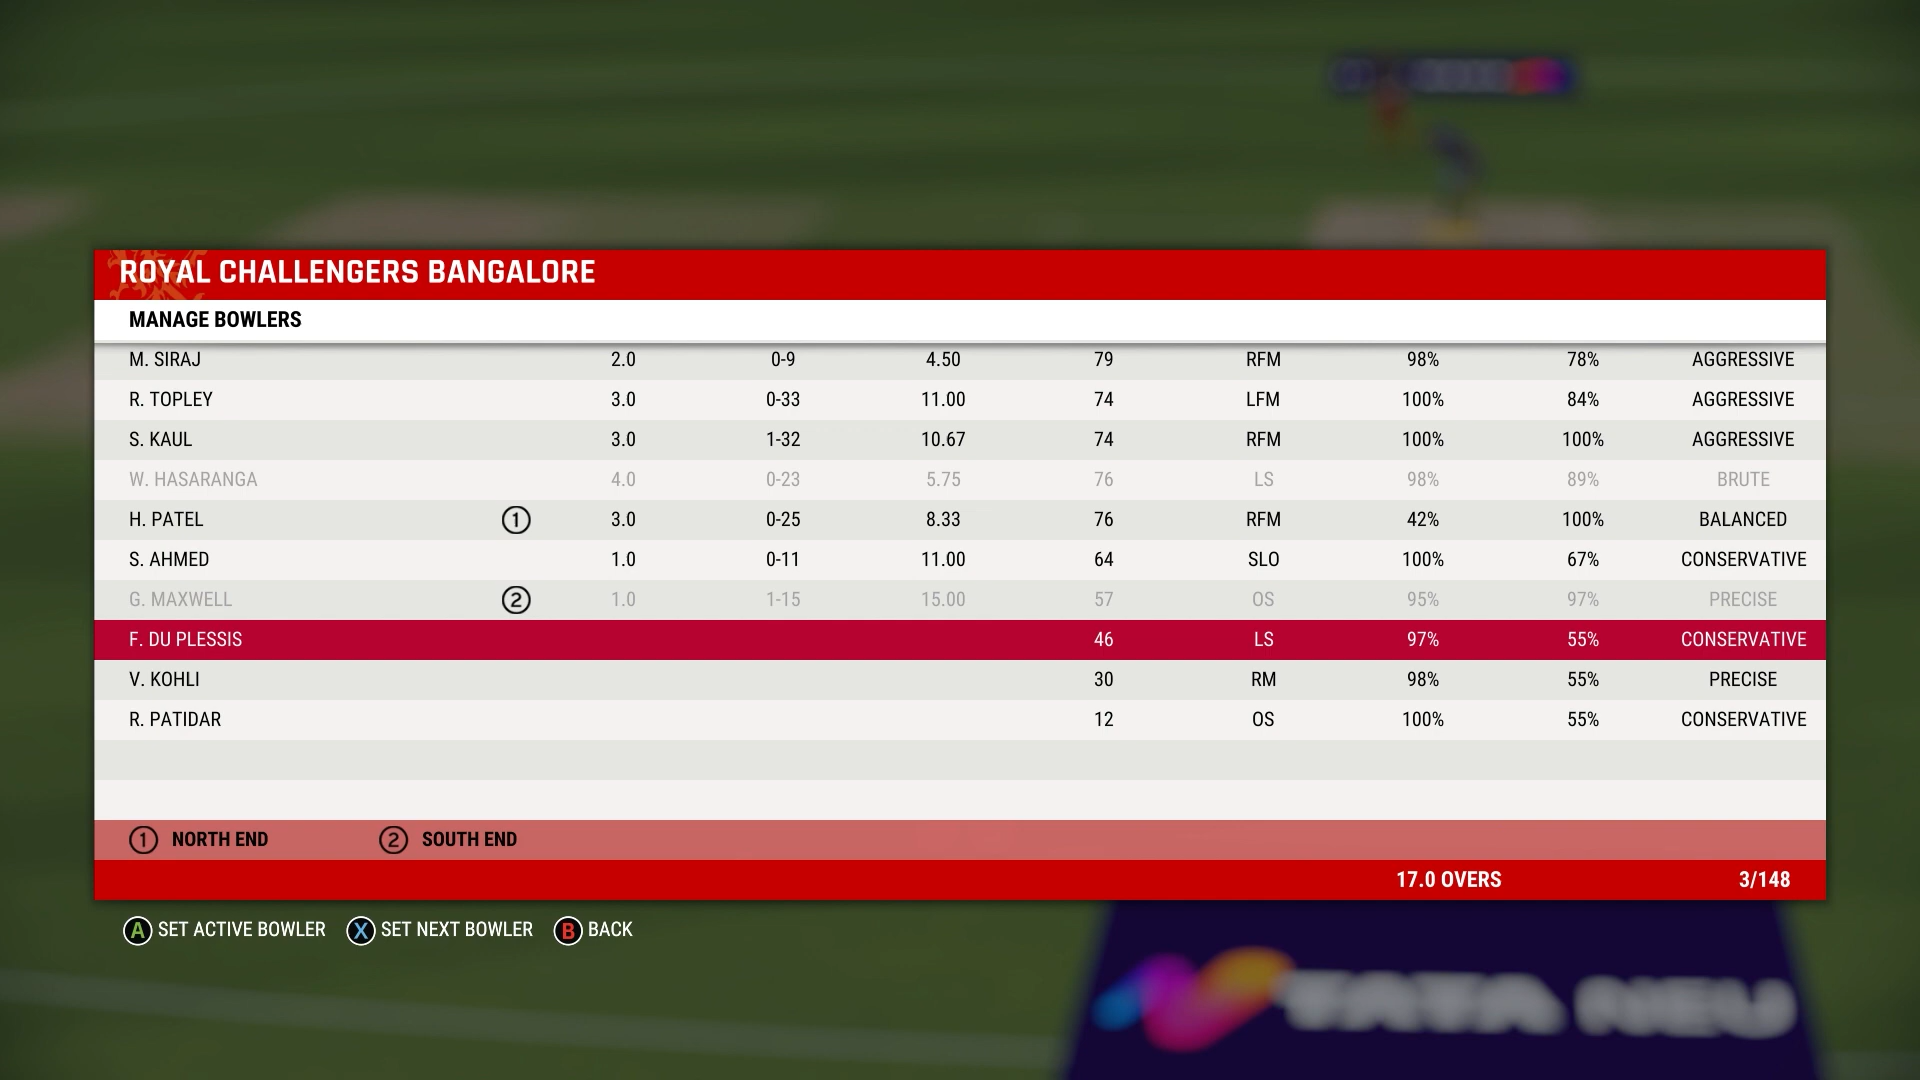 ROYAL CHALLENGERS BANGALORE
MANAGE BOWLERS
M. SIRAJ 2.0 0-9 4.50 79 RFM 98% 78% AGGRESSIVE
R. TOPLEY 3.0 0-33 11.00 74 LFM 100% 84% AGGRESSIVE
S. KAUL 3.0 1-32 10.67 74 RFM 100% 100% AGGRESSIVE
W. HASARANGA 4.0 0-23 5.75 76 LS 98% 89% BRUTE
H. PATEL 1 3.0 0-25 8.33 76 RFM 42% 100% BALANCED
S. AHMED 1.0 0-11 11.00 64 SLO 100% 67% CONSERVATIVE
G. MAXWELL 2 1.0 1-15 15.00 57 OS 95% 97% PRECISE
F. DU PLESSIS 46 LS 97% 55% CONSERVATIVE
V. KOHLI 30 RM 98% 55% PRECISE
R. PATIDAR 12 OS 100% 55% CONSERVATIVE
1 NORTH END 2 SOUTH END
17.0 OVERS 3/148
A SET ACTIVE BOWLER X SET NEXT BOWLER B BACK
TATA NEU